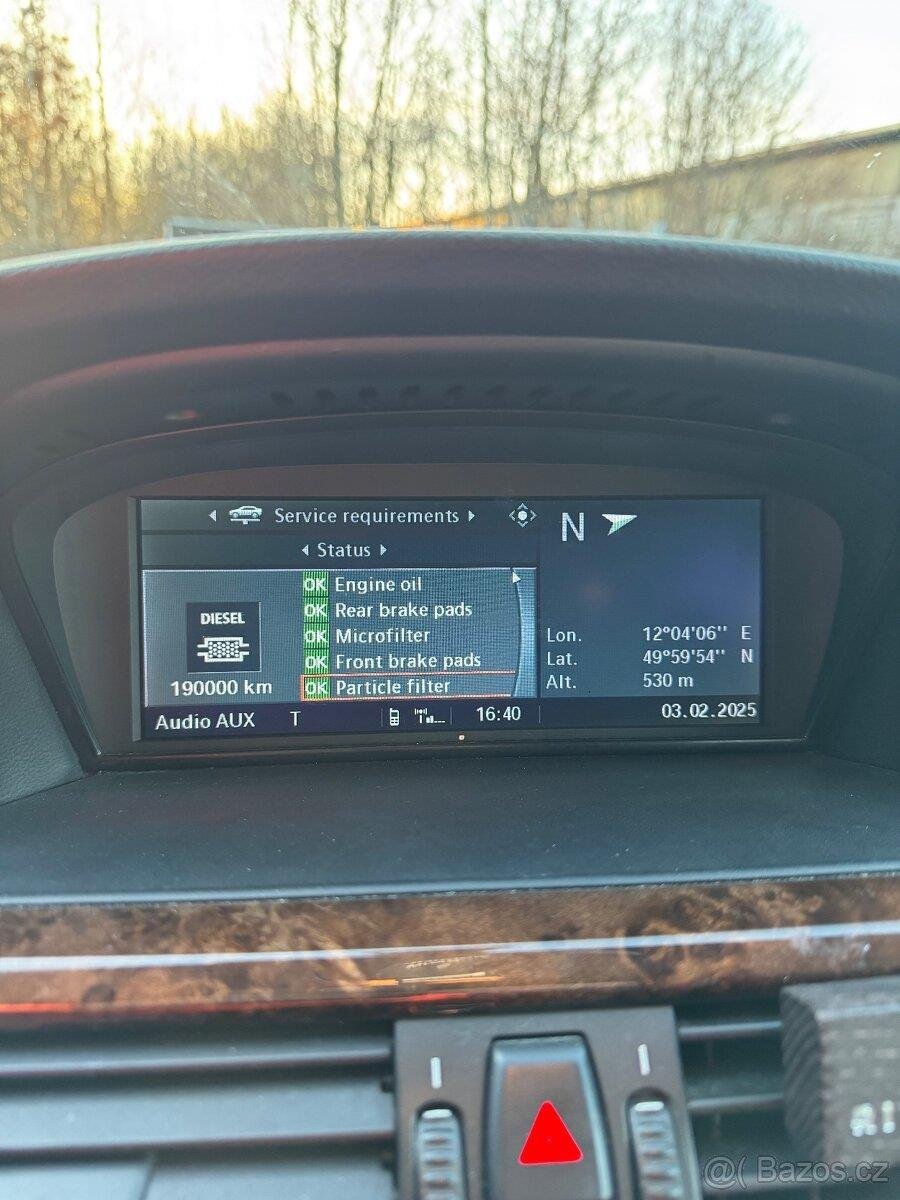 Service requirements
Status
OK Engine oil
OK Rear brake pads
OK Microfilter
OK Front brake pads
OK Particle filter
DIESEL
190000 km
N
Lon. 12°04'06'' E
Lat. 49°59'54'' N
Alt. 530 m
Audio AUX T 16:40 03.02.2025
Bazos.cz